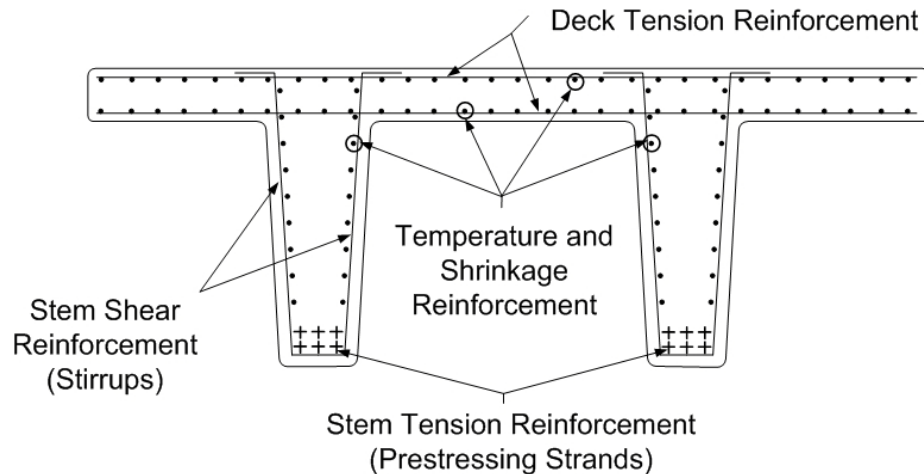 Deck Tension Reinforcement
Temperature and
Shrinkage
Reinforcement
Stem Shear
Reinforcement
(Stirrups)
Stem Tension Reinforcement
(Prestressing Strands)